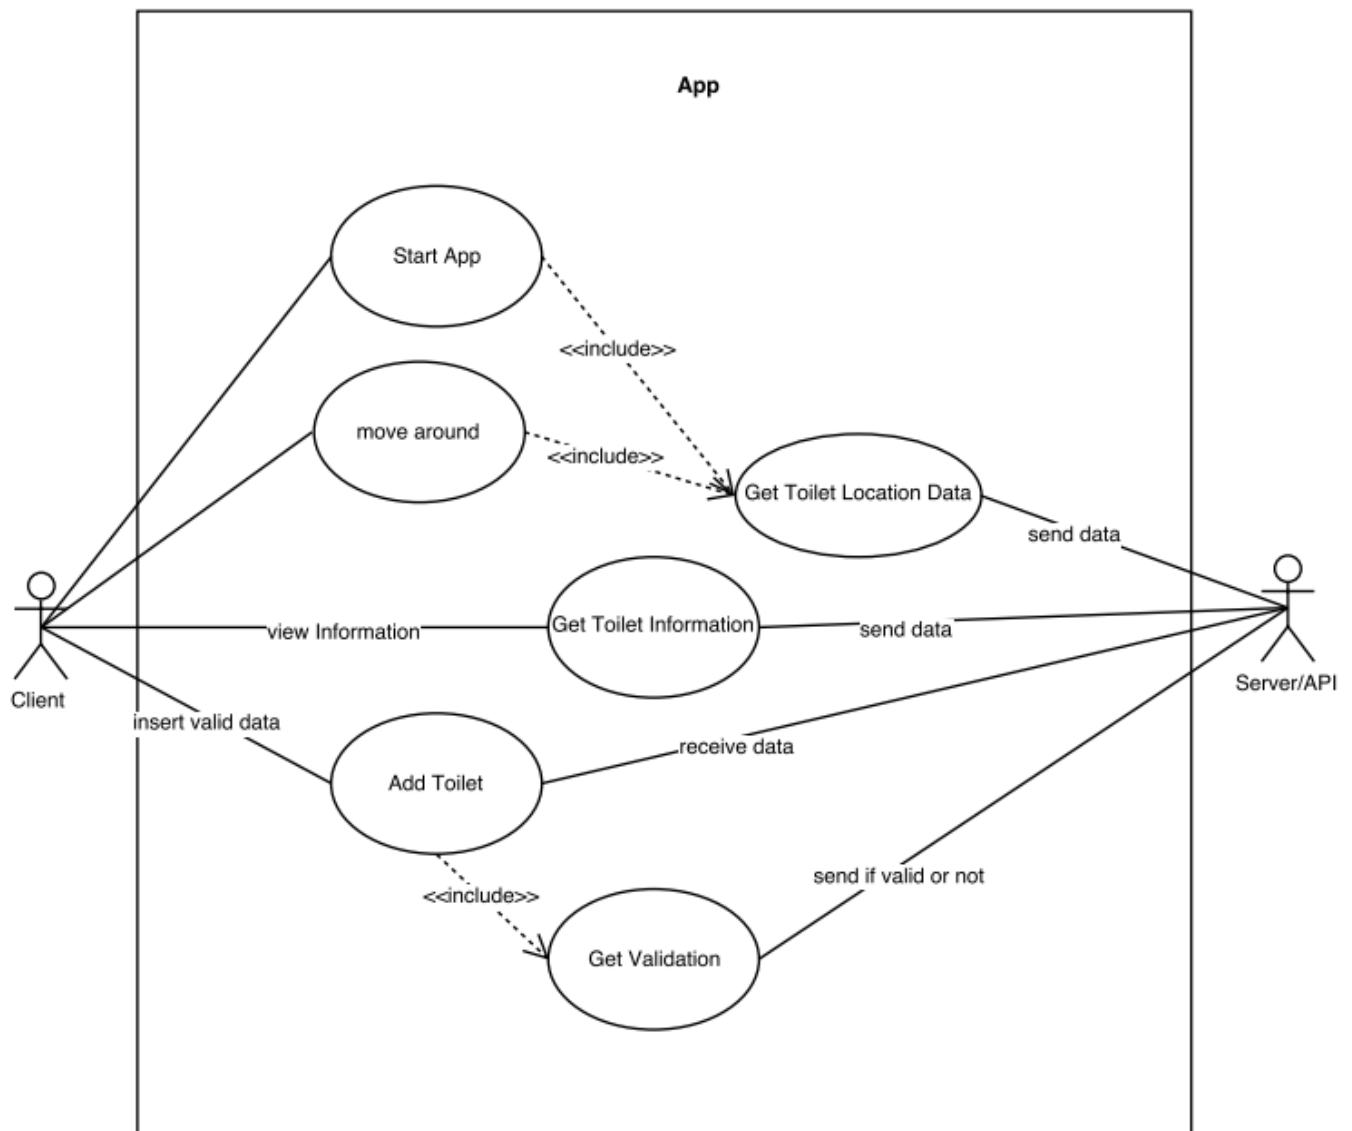 App
Start App
<<include>>
move around
<<include>>
Get Toilet Location Data
send data
Get Toilet Information
view Information
send data
Client
Server/API
insert valid data
receive data
Add Toilet
send if valid or not
<<include>>
Get Validation